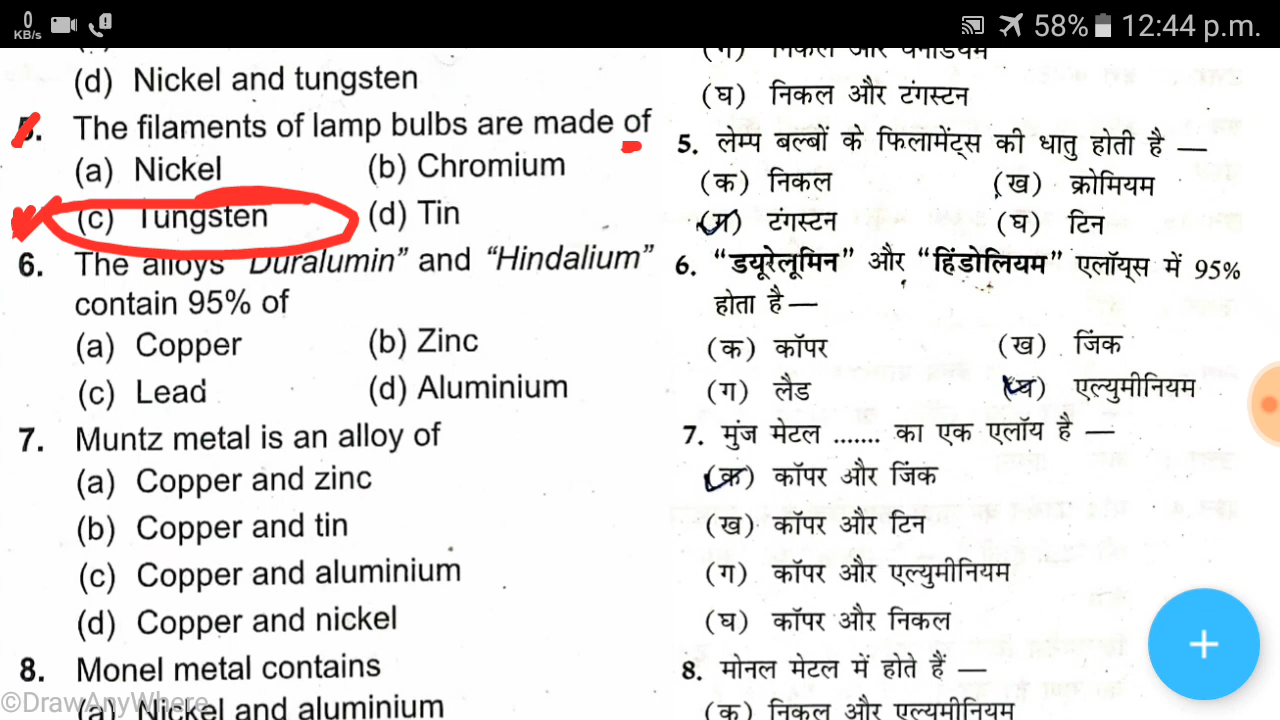 0
KB/s
58%
12:44 p.m.
(d) Nickel and tungsten
5. The filaments of lamp bulbs are made of
(a) Nickel (b) Chromium
(c) Tungsten (d) Tin
6. The alloys "Duralumin" and "Hindalium"
contain 95% of
(a) Copper (b) Zinc
(c) Lead (d) Aluminium
7. Muntz metal is an alloy of
(a) Copper and zinc
(b) Copper and tin
(c) Copper and aluminium
(d) Copper and nickel
8. Monel metal contains
(a) Nickel and aluminium
©DrawAnyWhere
(घ) निकल और टंगस्टन
5. लेम्प बल्बों के फिलामेंट्स की धातु होती है —
(क) निकल (ख) क्रोमियम
(ग) टंगस्टन (घ) टिन
6. “डयूरेलूमिन” और “हिंडोलियम” एलॉय्स में 95%
होता है —
(क) कॉपर (ख) जिंक
(ग) लैड (घ) एल्युमीनियम
7. मुंज मेटल ....... का एक एलॉय है —
(क) कॉपर और जिंक
(ख) कॉपर और टिन
(ग) कॉपर और एल्युमीनियम
(घ) कॉपर और निकल
8. मोनल मेटल में होते हैं —
(क) निकल और एल्युमीनियम